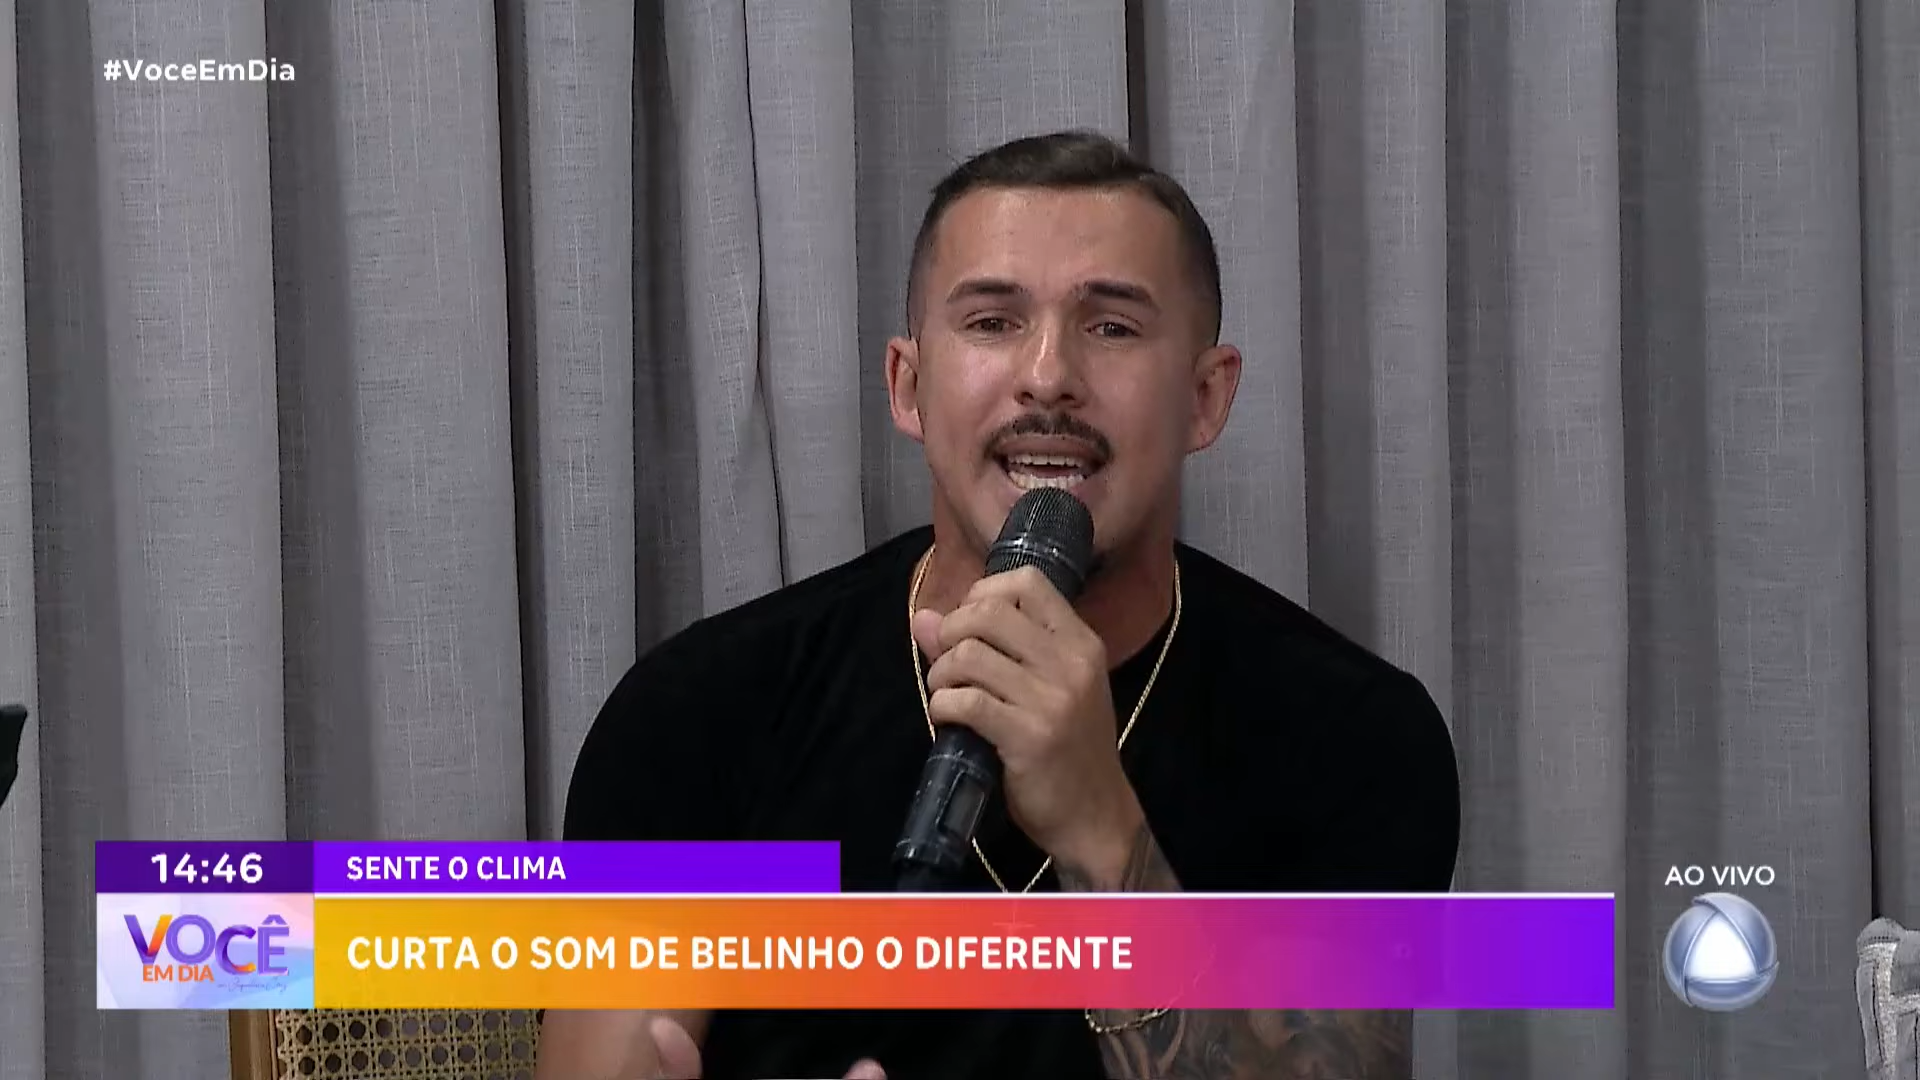 #VoceEmDia
14:46
SENTE O CLIMA
VOCÊ
EM DIA
CURTA O SOM DE BELINHO O DIFERENTE
AO VIVO